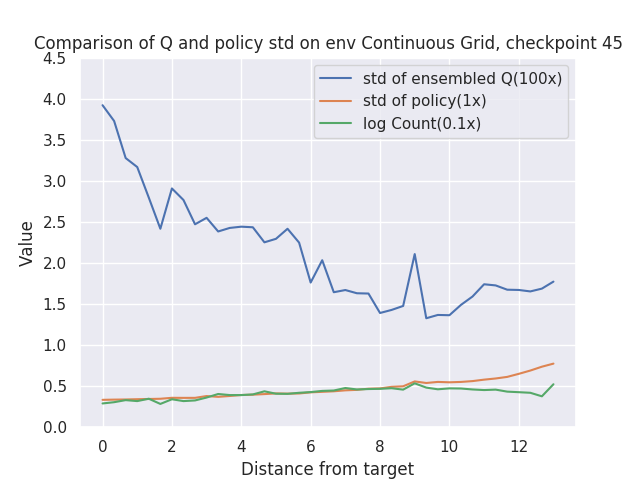 Comparison of Q and policy std on env Continuous Grid, checkpoint 45
std of ensembled Q(100x)
std of policy(1x)
log Count(0.1x)
Value
4.5
4.0
3.5
3.0
2.5
2.0
1.5
1.0
0.5
0.0
0 2 4 6 8 10 12
Distance from target